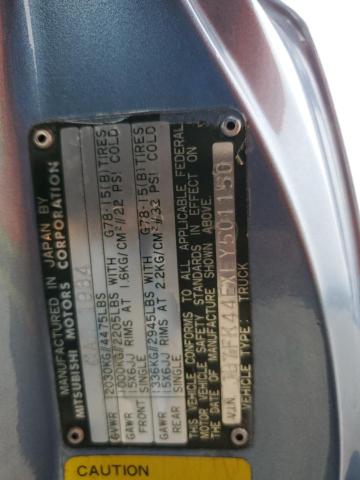 MANUFACTURED IN JAPAN BY
MITSUBISHI MOTORS CORPORATION
1984
GVWR 2030KG/4475LBS
GAWR 1000KG/2205LBS WITH G78-15(B) TIRES
FRONT 15X6JJ RIMS AT 1.6KG/CM²/22 PSI COLD
SINGLE
GAWR 1336KG/2945LBS WITH G78-15(B) TIRES
REAR 15X6JJ RIMS AT 2.2KG/CM²/32 PSI COLD
SINGLE
THIS VEHICLE CONFORMS TO ALL APPLICABLE FEDERAL
MOTOR VEHICLE SAFETY STANDARDS IN EFFECT ON
THE DATE OF MANUFACTURE SHOWN ABOVE.
V.I.N.
VEHICLE TYPE: TRUCK
CAUTION